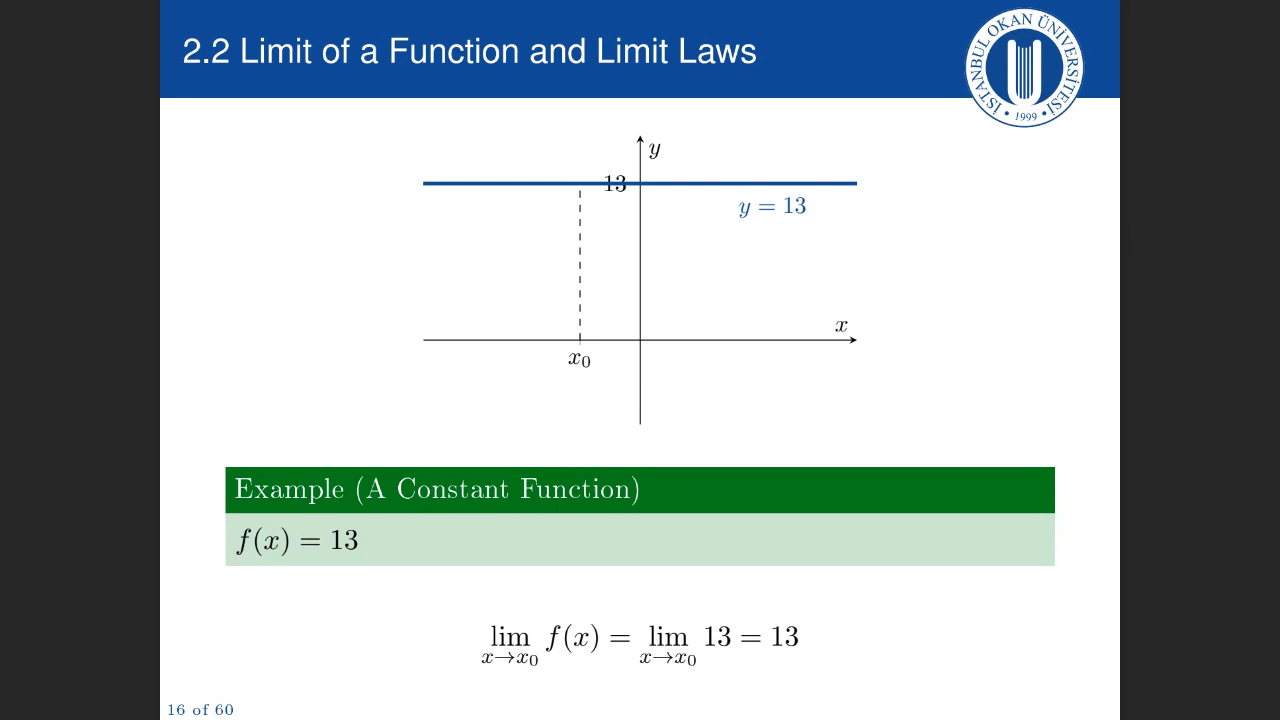 2.2 Limit of a Function and Limit Laws
İSTANBUL OKAN ÜNİVERSİTESİ
• 1999 •
y
13
y = 13
x
x₀
Example (A Constant Function)
f(x) = 13
lim f(x) = lim 13 = 13
x→x₀ x→x₀
16 of 60